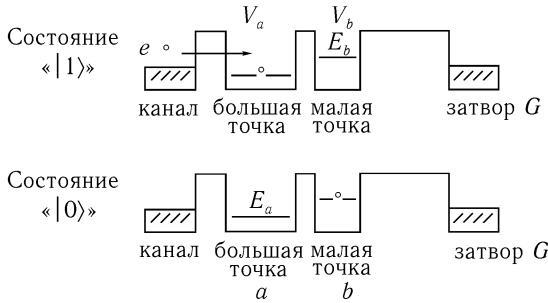 V_a V_b
Состояние
«|1⟩»
e
E_b
канал большая точка малая точка затвор G
Состояние
«|0⟩»
E_a
канал большая точка малая точка затвор G
a b